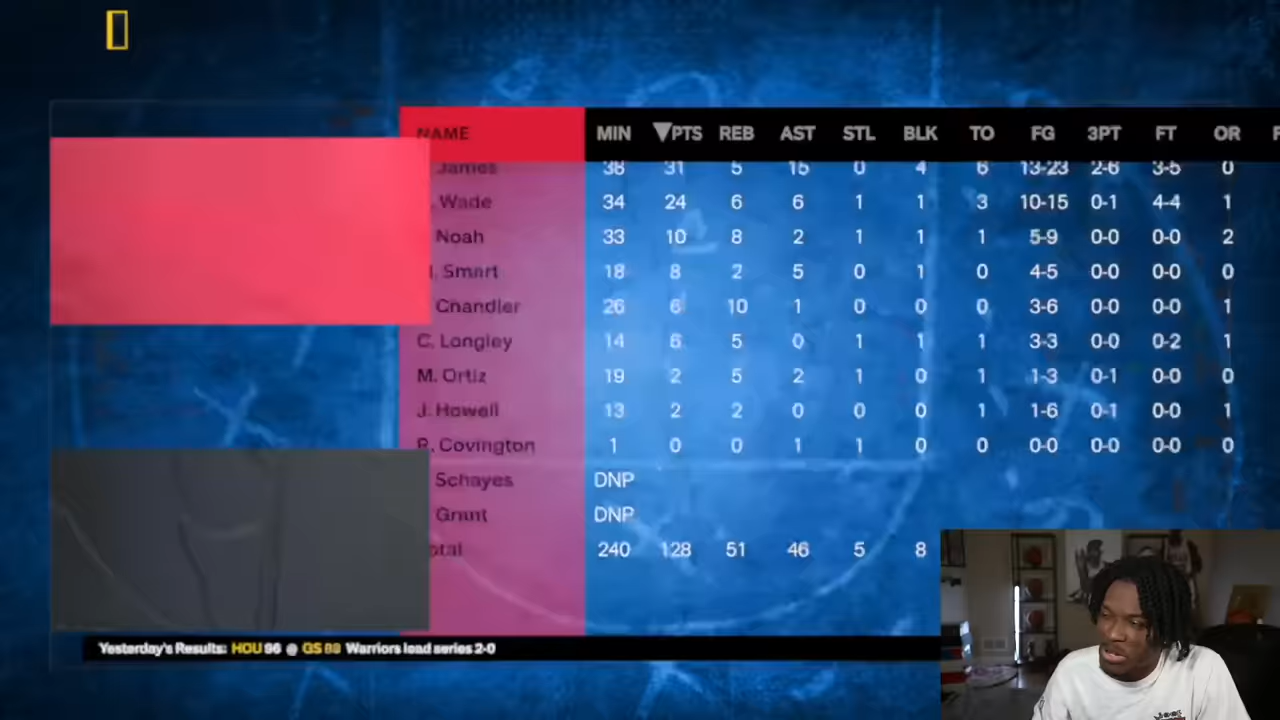 NAME MIN ▼PTS REB AST STL BLK TO FG 3PT FT OR
James 38 31 5 15 0 4 6 13-23 2-6 3-5 0
. Wade 34 24 6 6 1 1 3 10-15 0-1 4-4 1
Noah 33 10 8 2 1 1 1 5-9 0-0 0-0 2
. Smart 18 8 2 5 0 1 0 4-5 0-0 0-0 0
Chandler 26 6 10 1 0 0 0 3-6 0-0 0-0 1
C. Longley 14 6 5 0 1 1 1 3-3 0-0 0-2 1
M. Ortiz 19 2 5 2 1 0 1 1-3 0-1 0-0 0
J. Howell 13 2 2 0 0 0 1 1-6 0-1 0-0 1
R. Covington 1 0 0 1 1 0 0 0-0 0-0 0-0 0
Schayes DNP
Grant DNP
otal 240 128 51 46 5 8
Yesterday's Results: HOU 96 @ GS Warriors lead series 2-0